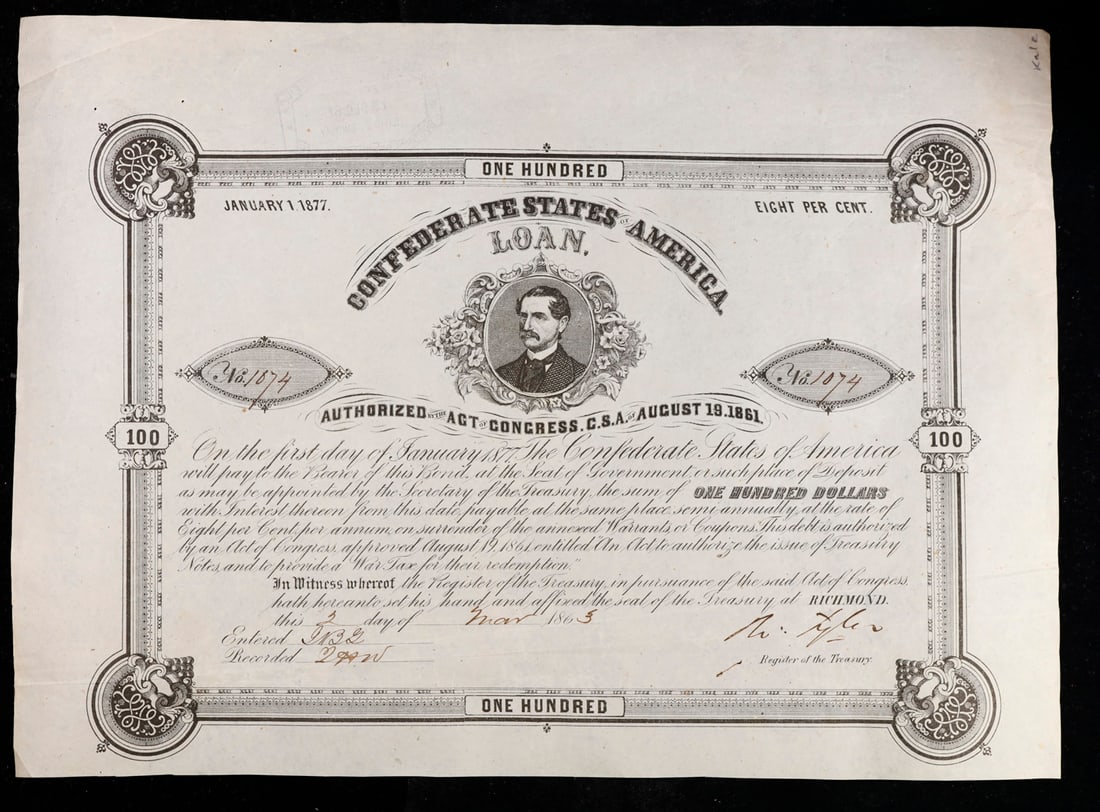 Kalz
ONE HUNDRED
JANUARY 1. 1877.
EIGHT PER CENT.
CONFEDERATE STATES OF AMERICA.
LOAN.
No. 1074
No. 1074
AUTHORIZED BY THE ACT OF CONGRESS. C.S.A. OF AUGUST 19. 1861.
100
100
On the first day of January 1877. The Confederate States of America
will pay to the Bearer of this Bond, at the Seat of Government, or such place of Deposit
as may be appointed by the Secretary of the Treasury, the sum of ONE HUNDRED DOLLARS
with Interest thereon from this date, payable at the same place, semi-annually, at the rate of
Eight per Cent, per annum, on surrender of the annexed Warrants or Coupons. This debt is authorized
by an Act of Congress, approved August 19, 1861, entitled "An Act to authorize the issue of Treasury
Notes, and to provide a War Tax for their redemption."
In Witness whereof the Register of the Treasury, in pursuance of the said Act of Congress,
hath hereunto set his hand and affixed the seal of the Treasury at RICHMOND.
this 2 day of Mar 1863
Entered
R. Tyler
Recorded
Register of the Treasury.
ONE HUNDRED